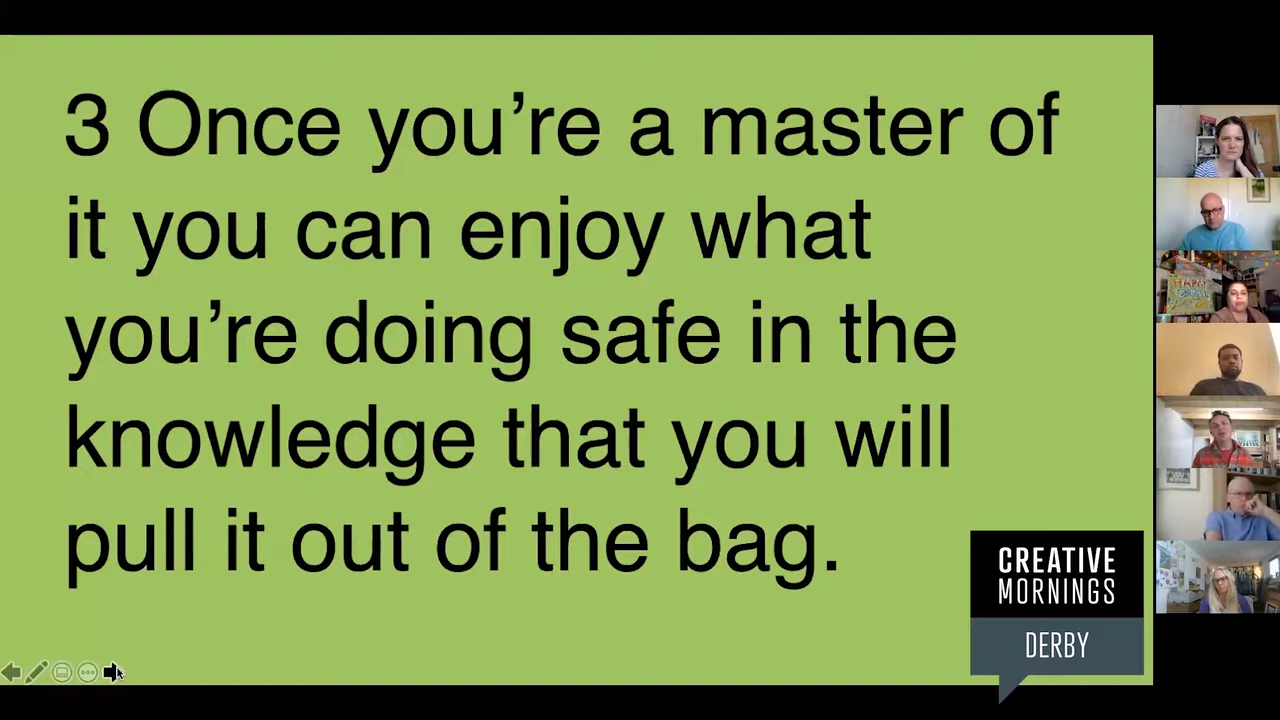 3 Once you’re a master of
it you can enjoy what
you’re doing safe in the
knowledge that you will
pull it out of the bag.
CREATIVE
MORNINGS
DERBY
HAPPY